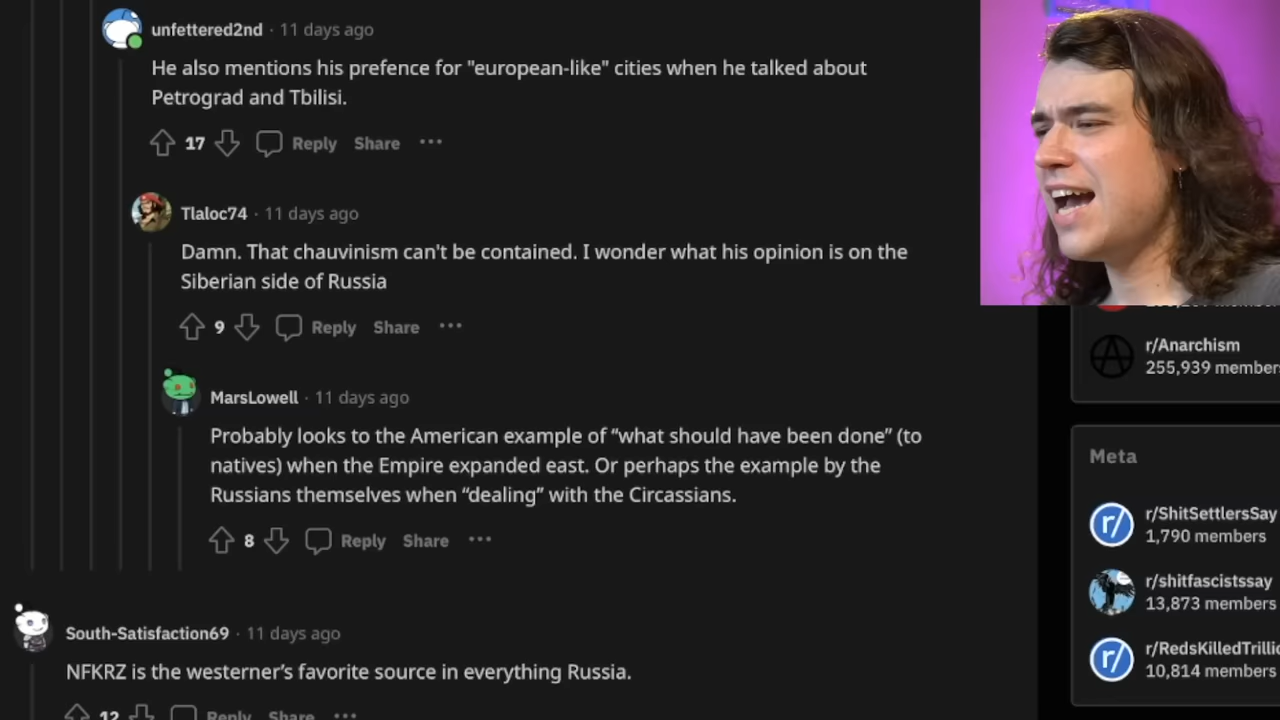 unfettered2nd · 11 days ago
He also mentions his prefence for "european-like" cities when he talked about
Petrograd and Tbilisi.
17 Reply Share ···
Tlaloc74 · 11 days ago
Damn. That chauvinism can't be contained. I wonder what his opinion is on the
Siberian side of Russia
9 Reply Share ···
MarsLowell · 11 days ago
Probably looks to the American example of “what should have been done” (to
natives) when the Empire expanded east. Or perhaps the example by the
Russians themselves when “dealing” with the Circassians.
8 Reply Share ···
South-Satisfaction69 · 11 days ago
NFKRZ is the westerner’s favorite source in everything Russia.
12 Reply Share ···
r/Anarchism
255,939 member
Meta
r/ r/ShitSettlersSay
1,790 members
r/shitfascistssay
13,873 members
r/ r/RedsKilledTrillio
10,814 members